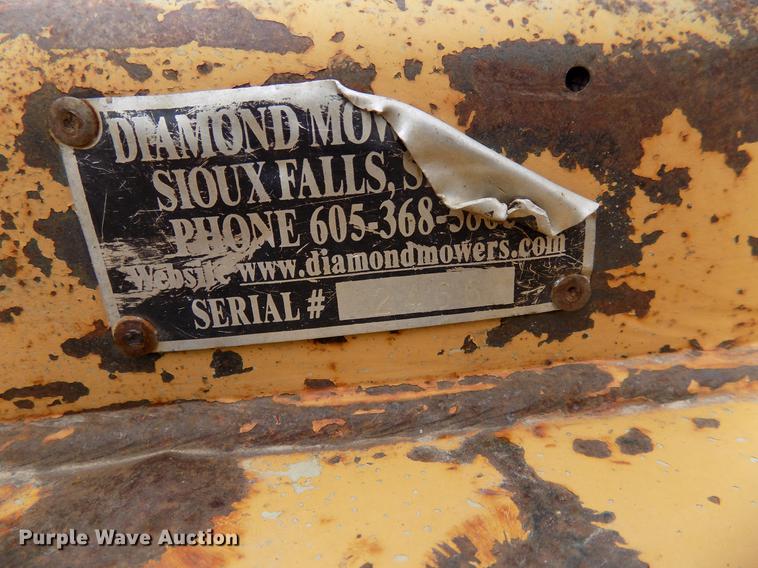 DIAMOND MOW
SIOUX FALLS, S
PHONE 605-368-
Website www.diamondmowers.com
SERIAL #
Purple Wave Auction